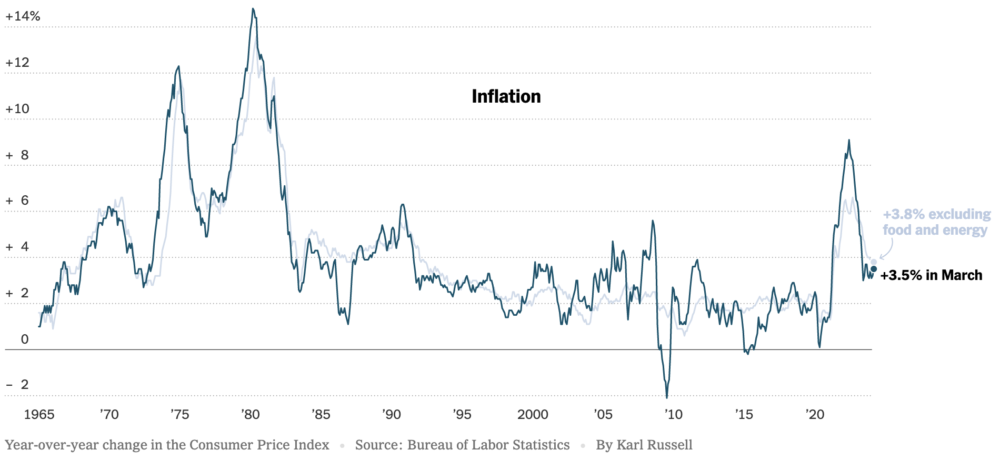 +14%
+12
+10
+ 8
+ 6
+ 4
+ 2
0
– 2
Inflation
+3.8% excluding
food and energy
+3.5% in March
1965 ’70 ’75 ’80 ’85 ’90 ’95 2000 ’05 ’10 ’15 ’20
Year-over-year change in the Consumer Price Index • Source: Bureau of Labor Statistics • By Karl Russell